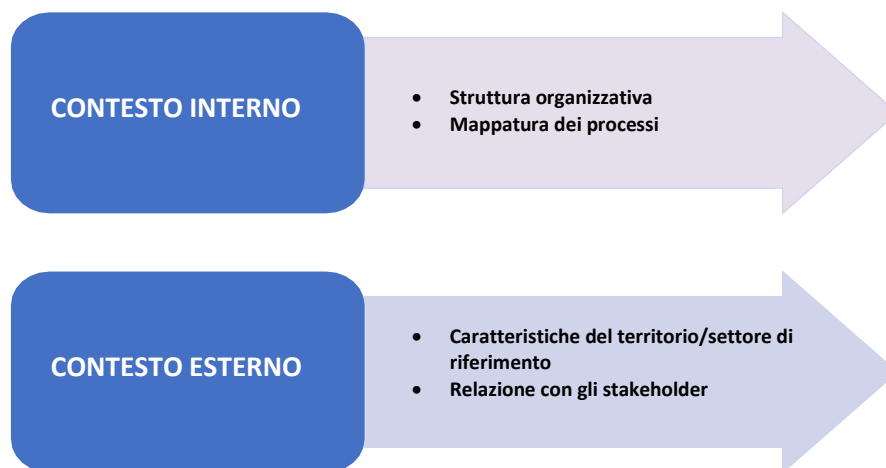 CONTESTO INTERNO
• Struttura organizzativa
• Mappatura dei processi
CONTESTO ESTERNO
• Caratteristiche del territorio/settore di
riferimento
• Relazione con gli stakeholder